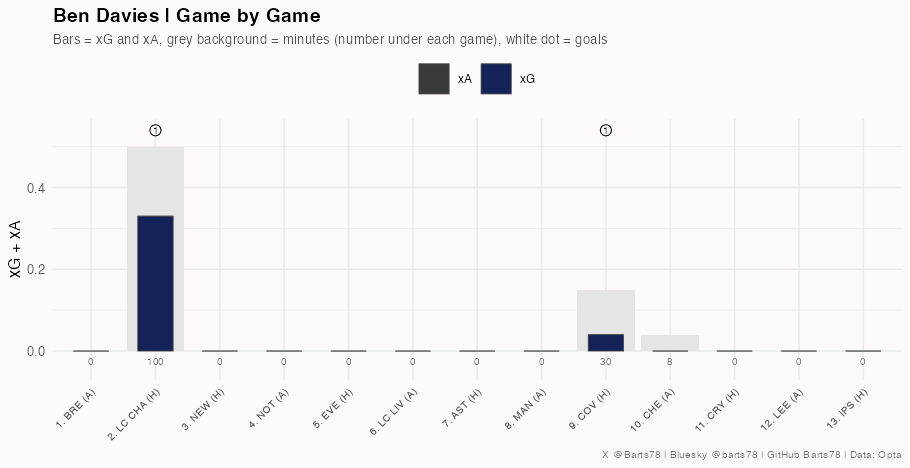 Ben Davies | Game by Game
Bars = xG and xA, grey background = minutes (number under each game), white dot = goals
xA xG
1 1
xG + xA
0.4
0.2
0.0
0 100 0 0 0 0 0 0 30 8 0 0 0
1. BRE (A)
2. LC CHA (H)
3. NEW (H)
4. NOT (A)
5. EVE (H)
6. LC LIV (A)
7. AST (H)
8. MAN (A)
9. COV (H)
10. CHE (A)
11. CRY (H)
12. LEE (A)
13. IPS (H)
X @Barts78 | Bluesky @barts78 | GitHub Barts78 | Data: Opta